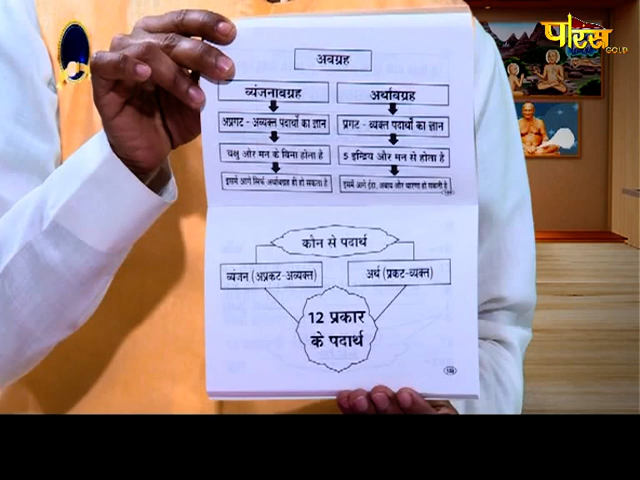 पारस
GOLD
अवग्रह
व्यंजनावग्रह
अर्थावग्रह
अप्रगट - अव्यक्त पदार्थों का ज्ञान
प्रगट - व्यक्त पदार्थों का ज्ञान
चक्षु और मन के बिना होता है
5 इन्द्रिय और मन से होता है
इसमें आगे सिर्फ अर्थावग्रह ही हो सकता है
इसमें आगे ईहा, अवाय और धारणा हो सकती है
कौन से पदार्थ
व्यंजन (अप्रकट-अव्यक्त)
अर्थ (प्रकट-व्यक्त)
12 प्रकार
के पदार्थ